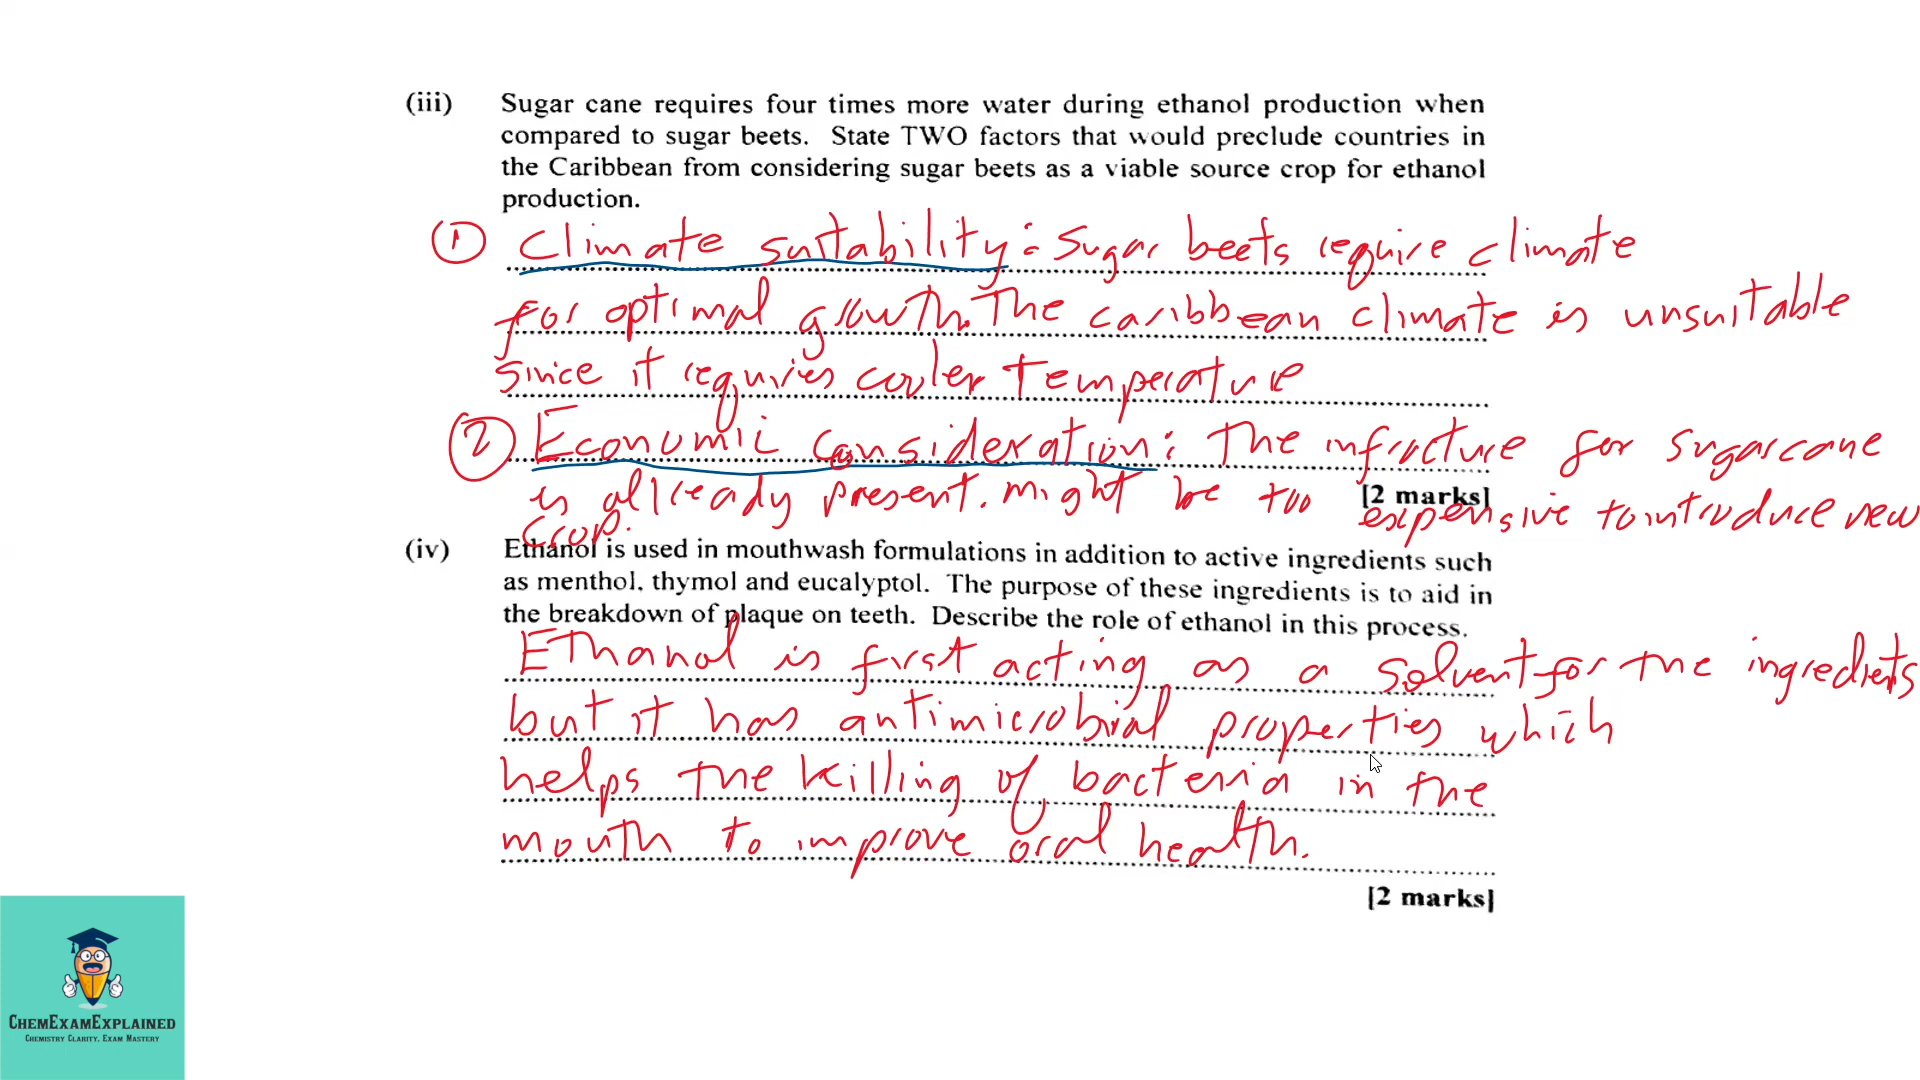 (iii) Sugar cane requires four times more water during ethanol production when
compared to sugar beets. State TWO factors that would preclude countries in
the Caribbean from considering sugar beets as a viable source crop for ethanol
production.
① Climate suitability: Sugar beets require climate
for optimal growth. The caribbean climate is unsuitable
since it requires cooler temperature
② Economic consideration: The infracture for sugarcane
is already present. might be too expensive to introduce new
crop.
[2 marks]
(iv) Ethanol is used in mouthwash formulations in addition to active ingredients such
as menthol, thymol and eucalyptol. The purpose of these ingredients is to aid in
the breakdown of plaque on teeth. Describe the role of ethanol in this process.
Ethanol is first acting as a solvent for the ingredients
but it has antimicrobial properties which
helps the killing of bacteria in the
mouth to improve oral health.
[2 marks]
CHEMEXAMEXPLAINED
CHEMISTRY CLARITY, EXAM MASTERY